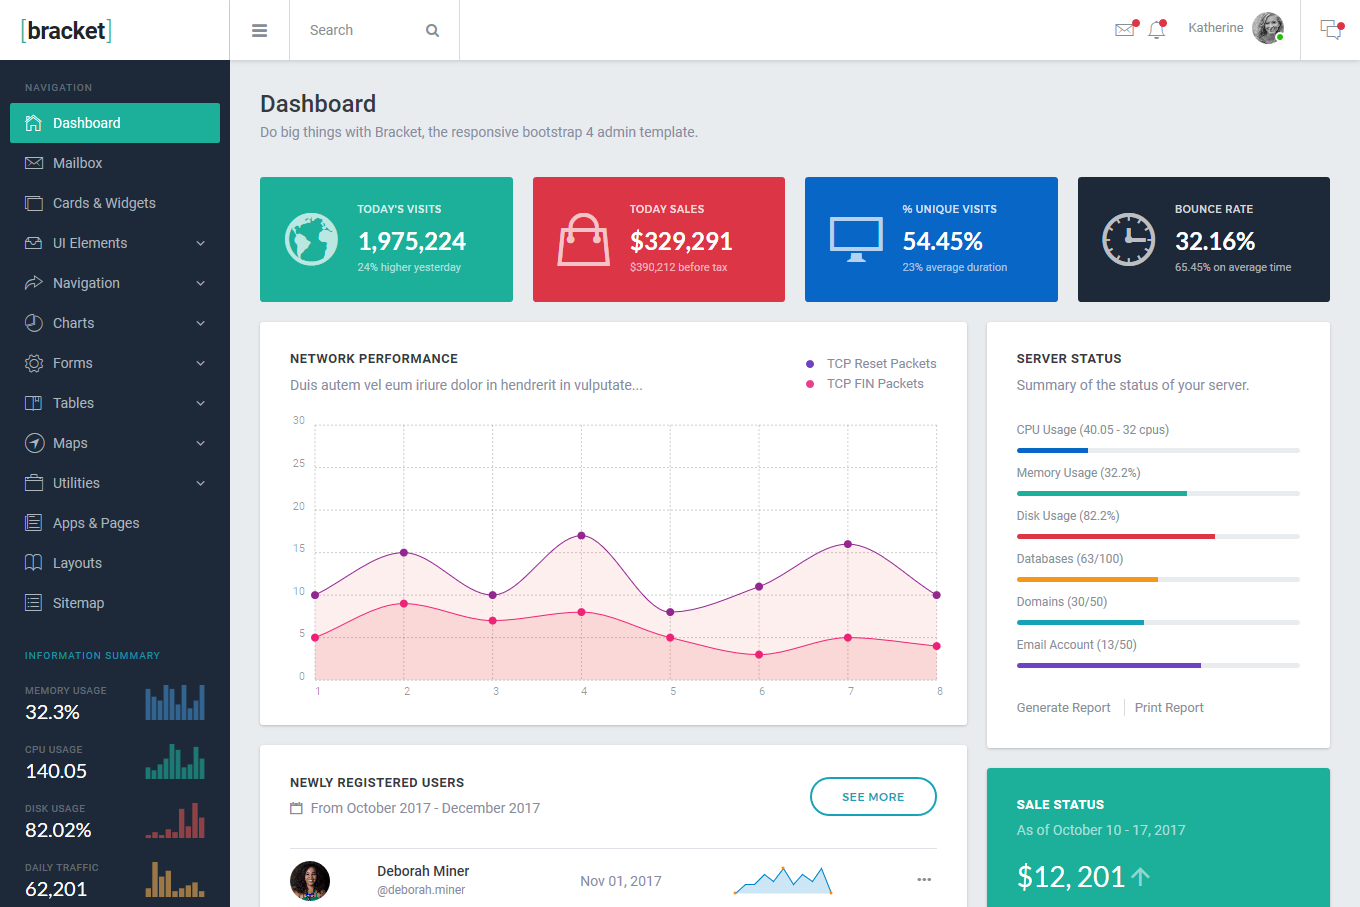 [bracket]
Search
Katherine
NAVIGATION
Dashboard
Mailbox
Cards & Widgets
UI Elements
Navigation
Charts
Forms
Tables
Maps
Utilities
Apps & Pages
Layouts
Sitemap
INFORMATION SUMMARY
MEMORY USAGE
32.3%
CPU USAGE
140.05
DISK USAGE
82.02%
DAILY TRAFFIC
62,201
Dashboard
Do big things with Bracket, the responsive bootstrap 4 admin template.
TODAY'S VISITS
1,975,224
24% higher yesterday
TODAY SALES
$329,291
$390,212 before tax
% UNIQUE VISITS
54.45%
23% average duration
BOUNCE RATE
32.16%
65.45% on average time
NETWORK PERFORMANCE
Duis autem vel eum iriure dolor in hendrerit in vulputate...
TCP Reset Packets
TCP FIN Packets
30
25
20
15
10
5
0
1 2 3 4 5 6 7 8
SERVER STATUS
Summary of the status of your server.
CPU Usage (40.05 - 32 cpus)
Memory Usage (32.2%)
Disk Usage (82.2%)
Databases (63/100)
Domains (30/50)
Email Account (13/50)
Generate Report
Print Report
NEWLY REGISTERED USERS
From October 2017 - December 2017
SEE MORE
Deborah Miner
@deborah.miner
Nov 01, 2017
SALE STATUS
As of October 10 - 17, 2017
$12,201